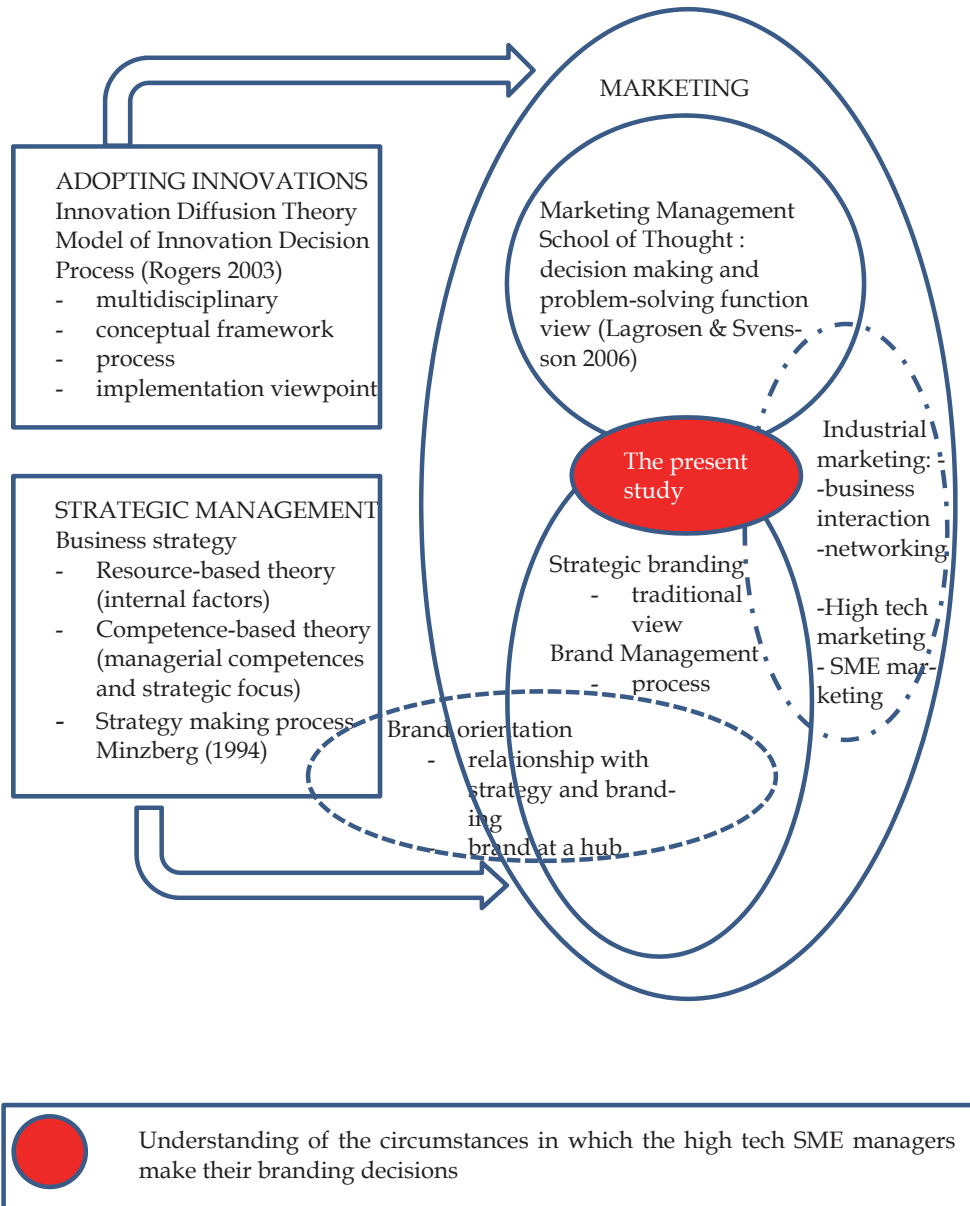 MARKETING
ADOPTING INNOVATIONS
Innovation Diffusion Theory
Model of Innovation Decision
Process (Rogers 2003)
- multidisciplinary
- conceptual framework
- process
- implementation viewpoint
STRATEGIC MANAGEMENT
Business strategy
- Resource-based theory
(internal factors)
- Competence-based theory
(managerial competences
and strategic focus)
- Strategy making process
Minzberg (1994)
Marketing Management
School of Thought :
decision making and
problem-solving function
view (Lagrosen & Svens-
son 2006)
The present
study
Industrial
marketing: -
-business
interaction
-networking
-High tech
marketing
- SME mar-
keting
Strategic branding
- traditional
view
Brand Management
- process
Brand orientation
- relationship with
strategy and brand-
ing
- brand at a hub
Understanding of the circumstances in which the high tech SME managers
make their branding decisions